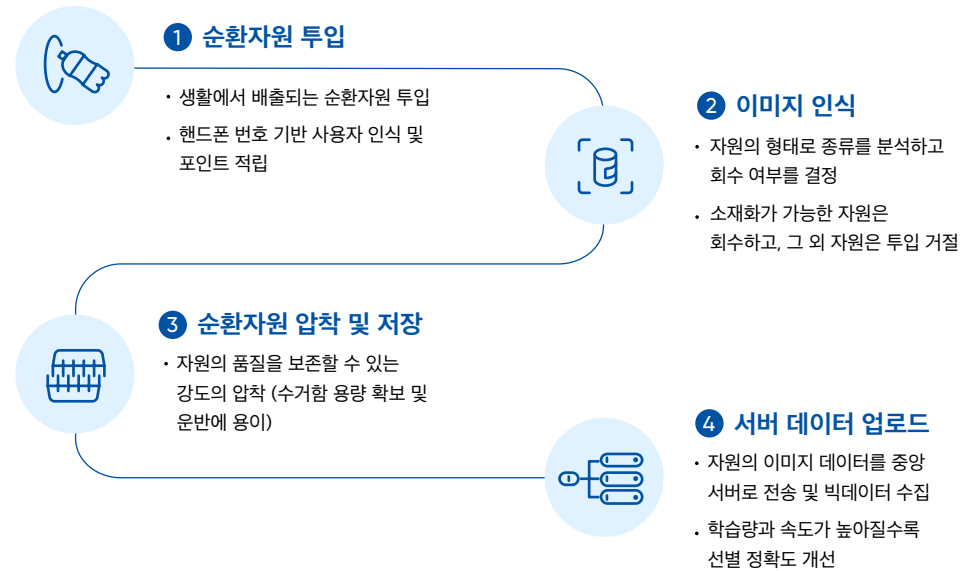 1 순환자원 투입
· 생활에서 배출되는 순환자원 투입
· 핸드폰 번호 기반 사용자 인식 및
포인트 적립
2 이미지 인식
· 자원의 형태로 종류를 분석하고
회수 여부를 결정
· 소재화가 가능한 자원은
회수하고, 그 외 자원은 투입 거절
3 순환자원 압착 및 저장
· 자원의 품질을 보존할 수 있는
강도의 압착 (수거함 용량 확보 및
운반에 용이)
4 서버 데이터 업로드
· 자원의 이미지 데이터를 중앙
서버로 전송 및 빅데이터 수집
· 학습량과 속도가 높아질수록
선별 정확도 개선